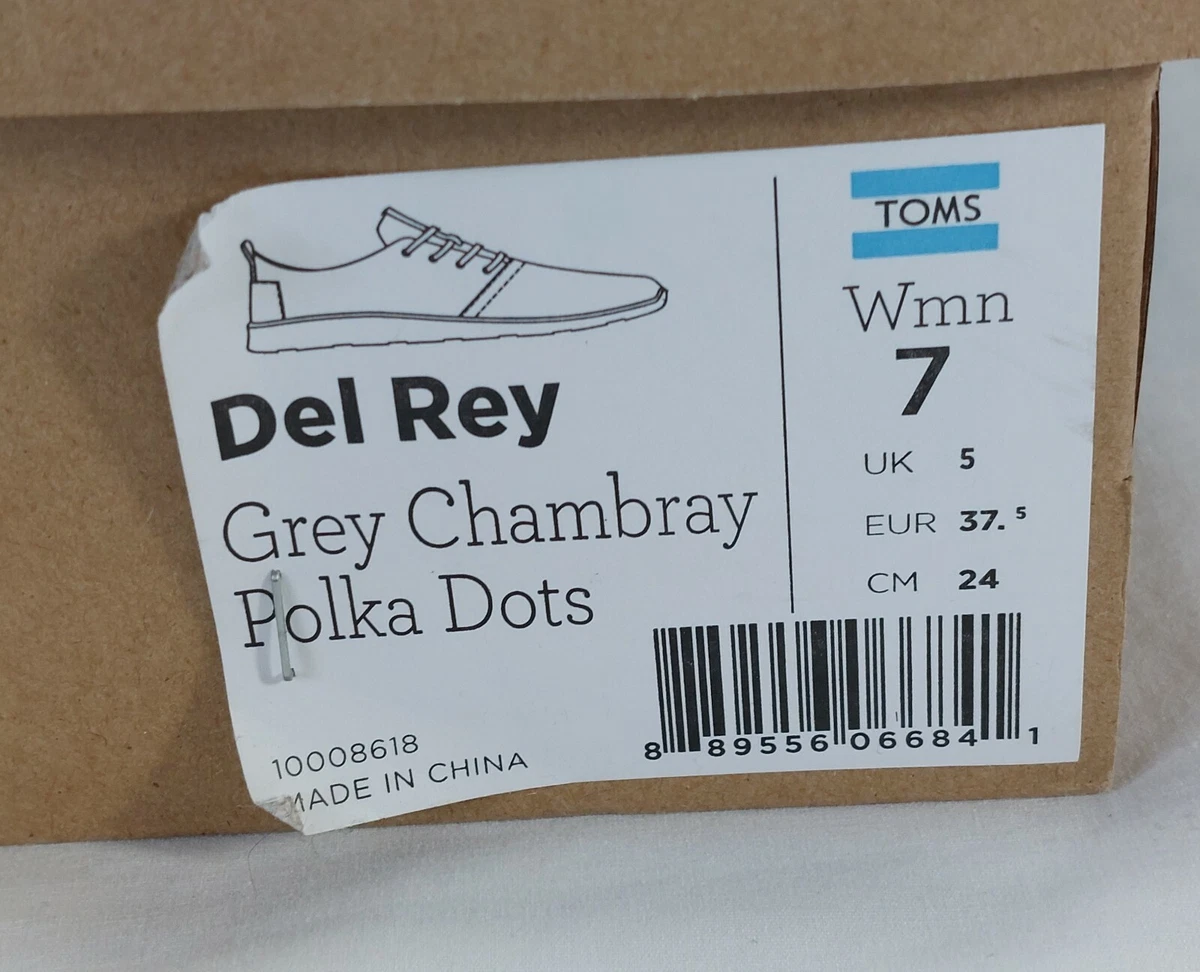 Del Rey
Grey Chambray
Polka Dots
10008618
MADE IN CHINA
TOMS
Wmn
7
UK 5
EUR 37.5
CM 24
8 89556 06684 1